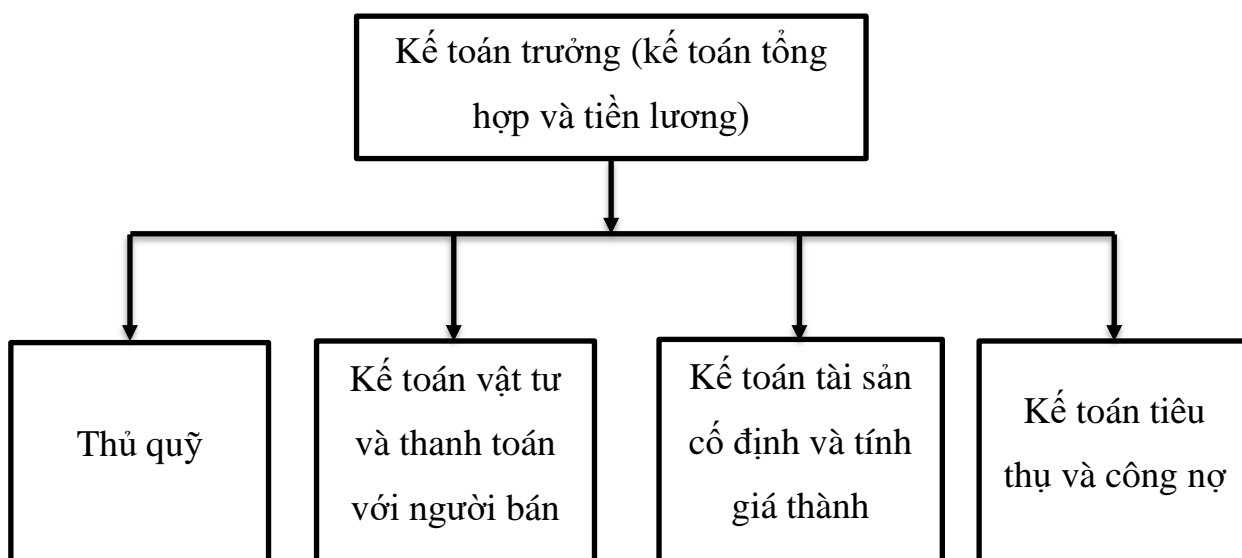 Kế toán trưởng (kế toán tổng
hợp và tiền lương)
Thủ quỹ
Kế toán vật tư
và thanh toán
với người bán
Kế toán tài sản
cố định và tính
giá thành
Kế toán tiêu
thụ và công nợ